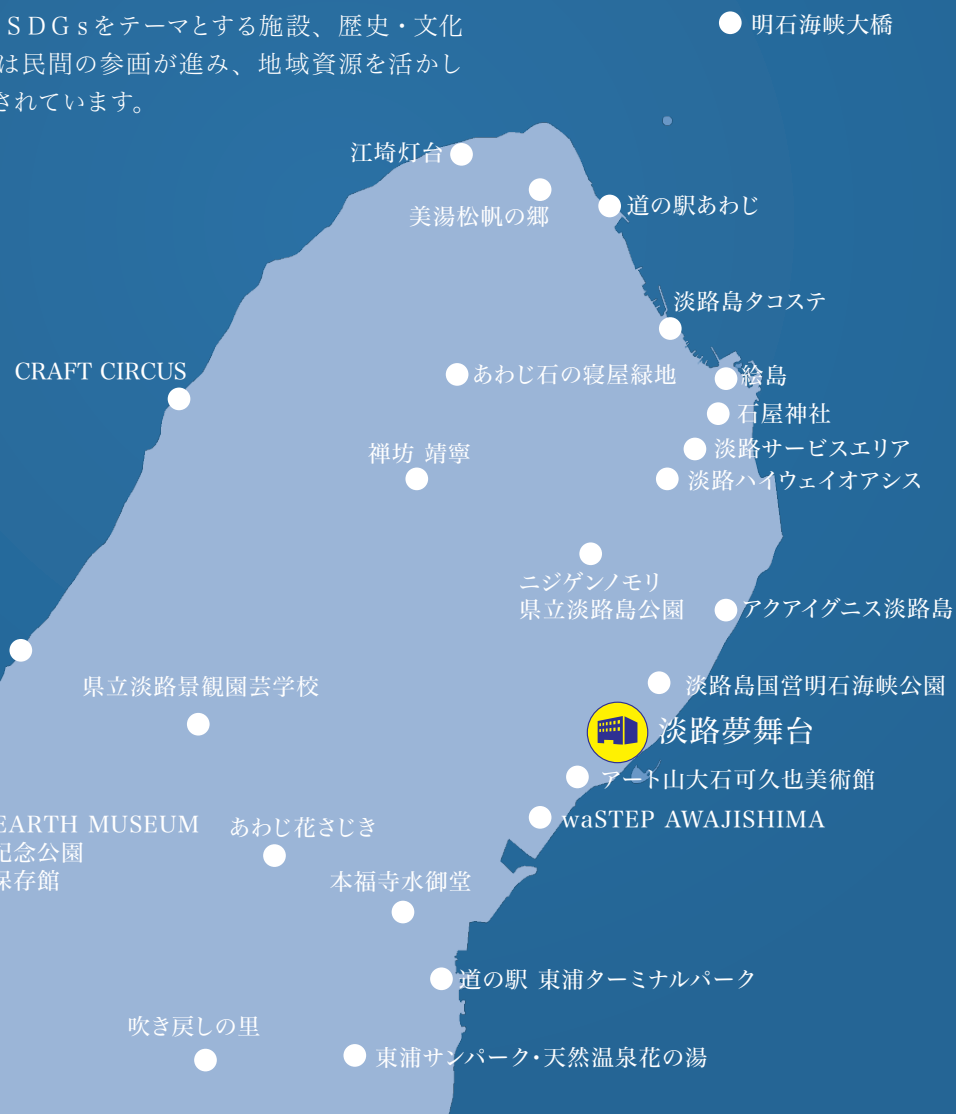 SDGsをテーマとする施設、歴史・文化
は民間の参画が進み、地域資源を活かし
されています。
明石海峡大橋
江埼灯台
美湯松帆の郷
道の駅あわじ
淡路島タコステ
CRAFT CIRCUS
あわじ石の寝屋緑地
絵島
石屋神社
禅坊 靖寧
淡路サービスエリア
淡路ハイウェイオアシス
ニジゲンノモリ
県立淡路島公園
アクアイグニス淡路島
県立淡路景観園芸学校
淡路島国営明石海峡公園
淡路夢舞台
アート山大石可久也美術館
EARTH MUSEUM
記念公園
保存館
あわじ花さじき
waSTEP AWAJISHIMA
本福寺水御堂
道の駅 東浦ターミナルパーク
吹き戻しの里
東浦サンパーク・天然温泉花の湯